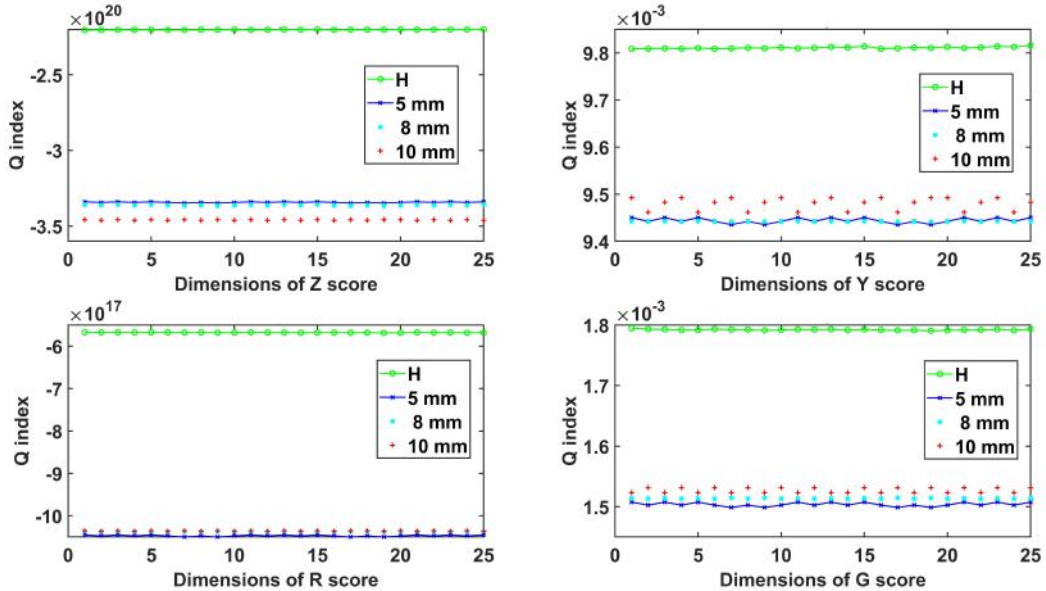 ×10^20
-2.5
-3
-3.5
Q index
H
5 mm
8 mm
10 mm
0 5 10 15 20 25
Dimensions of Z score
×10^-3
9.8
9.7
9.6
9.5
9.4
Q index
H
5 mm
8 mm
10 mm
0 5 10 15 20 25
Dimensions of Y score
×10^17
-6
-7
-8
-9
-10
Q index
H
5 mm
8 mm
10 mm
0 5 10 15 20 25
Dimensions of R score
×10^-3
1.8
1.7
1.6
1.5
Q index
H
5 mm
8 mm
10 mm
0 5 10 15 20 25
Dimensions of G score